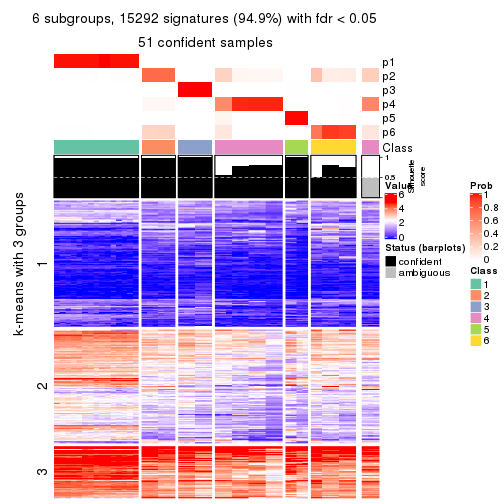 6 subgroups, 15292 signatures (94.9%) with fdr < 0.05
51 confident samples
p1
p2
p3
p4
p5
p6
Class
1
0.5
Silhouette
score
k-means with 3 groups
1
2
3
Value
6
4
2
0
Status (barplots)
confident
ambiguous
Prob
1
0.8
0.6
0.4
0.2
0
Class
1
2
3
4
5
6